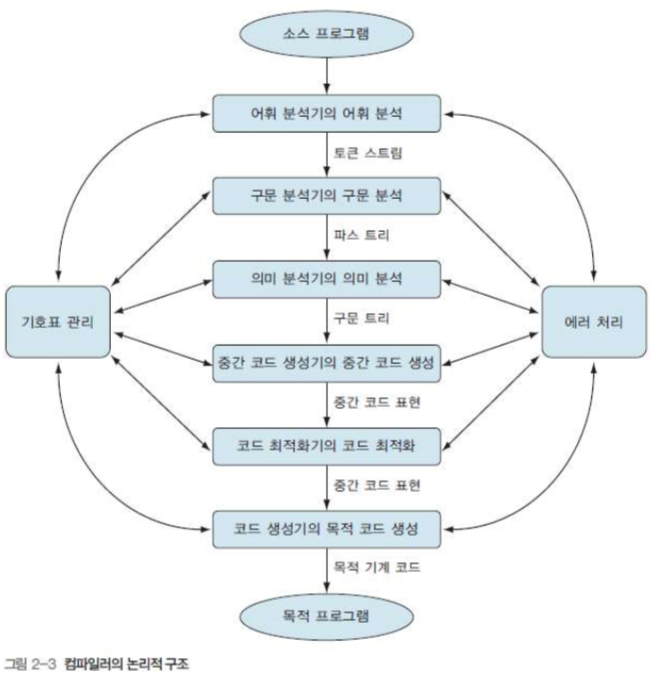 소스 프로그램
어휘 분석기의 어휘 분석
토큰 스트림
구문 분석기의 구문 분석
파스 트리
의미 분석기의 의미 분석
구문 트리
기호표 관리
에러 처리
중간 코드 생성기의 중간 코드 생성
중간 코드 표현
코드 최적화기의 코드 최적화
중간 코드 표현
코드 생성기의 목적 코드 생성
목적 기계 코드
목적 프로그램
그림 2-3 컴파일러의 논리적 구조